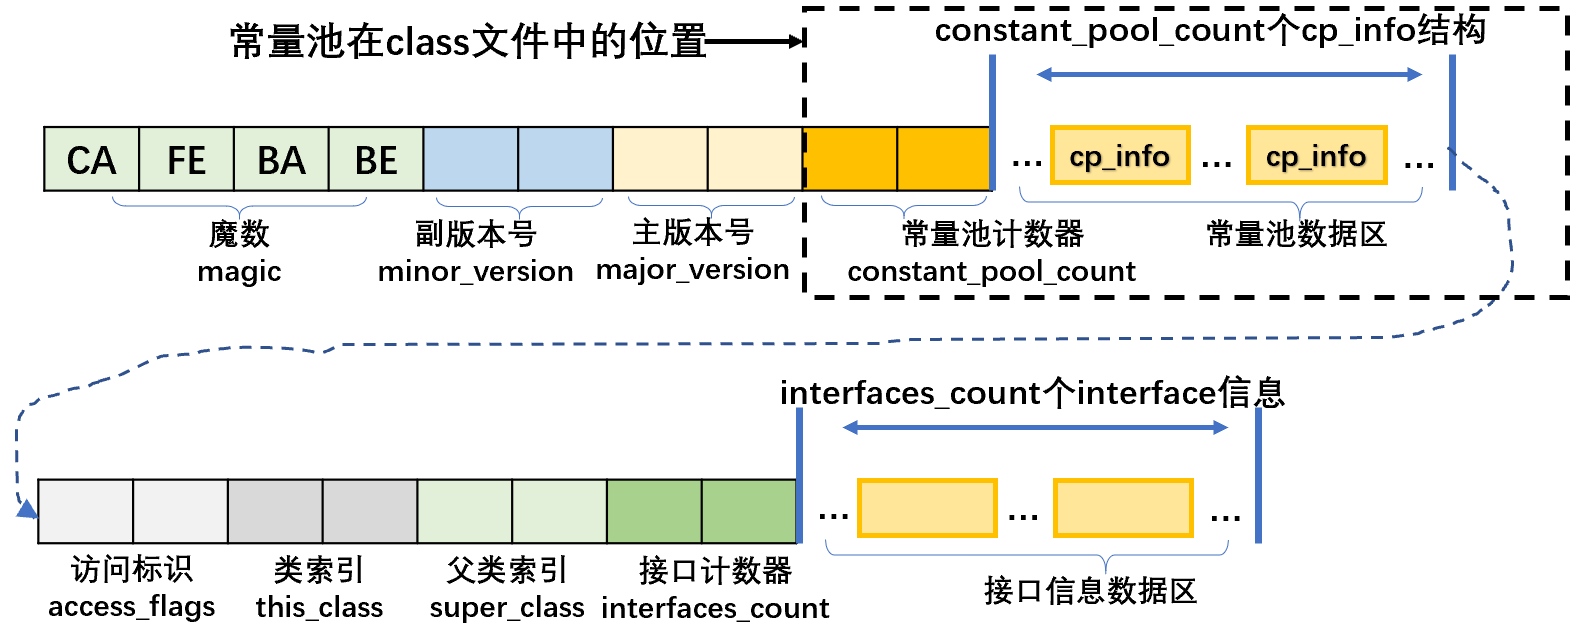 常量池在class文件中的位置
constant_pool_count个cp_info结构
CA FE BA BE
... cp_info ... cp_info ...
魔数
magic
副版本号
minor_version
主版本号
major_version
常量池计数器
constant_pool_count
常量池数据区
interfaces_count个interface信息
... ... ...
访问标识
access_flags
类索引
this_class
父类索引
super_class
接口计数器
interfaces_count
接口信息数据区